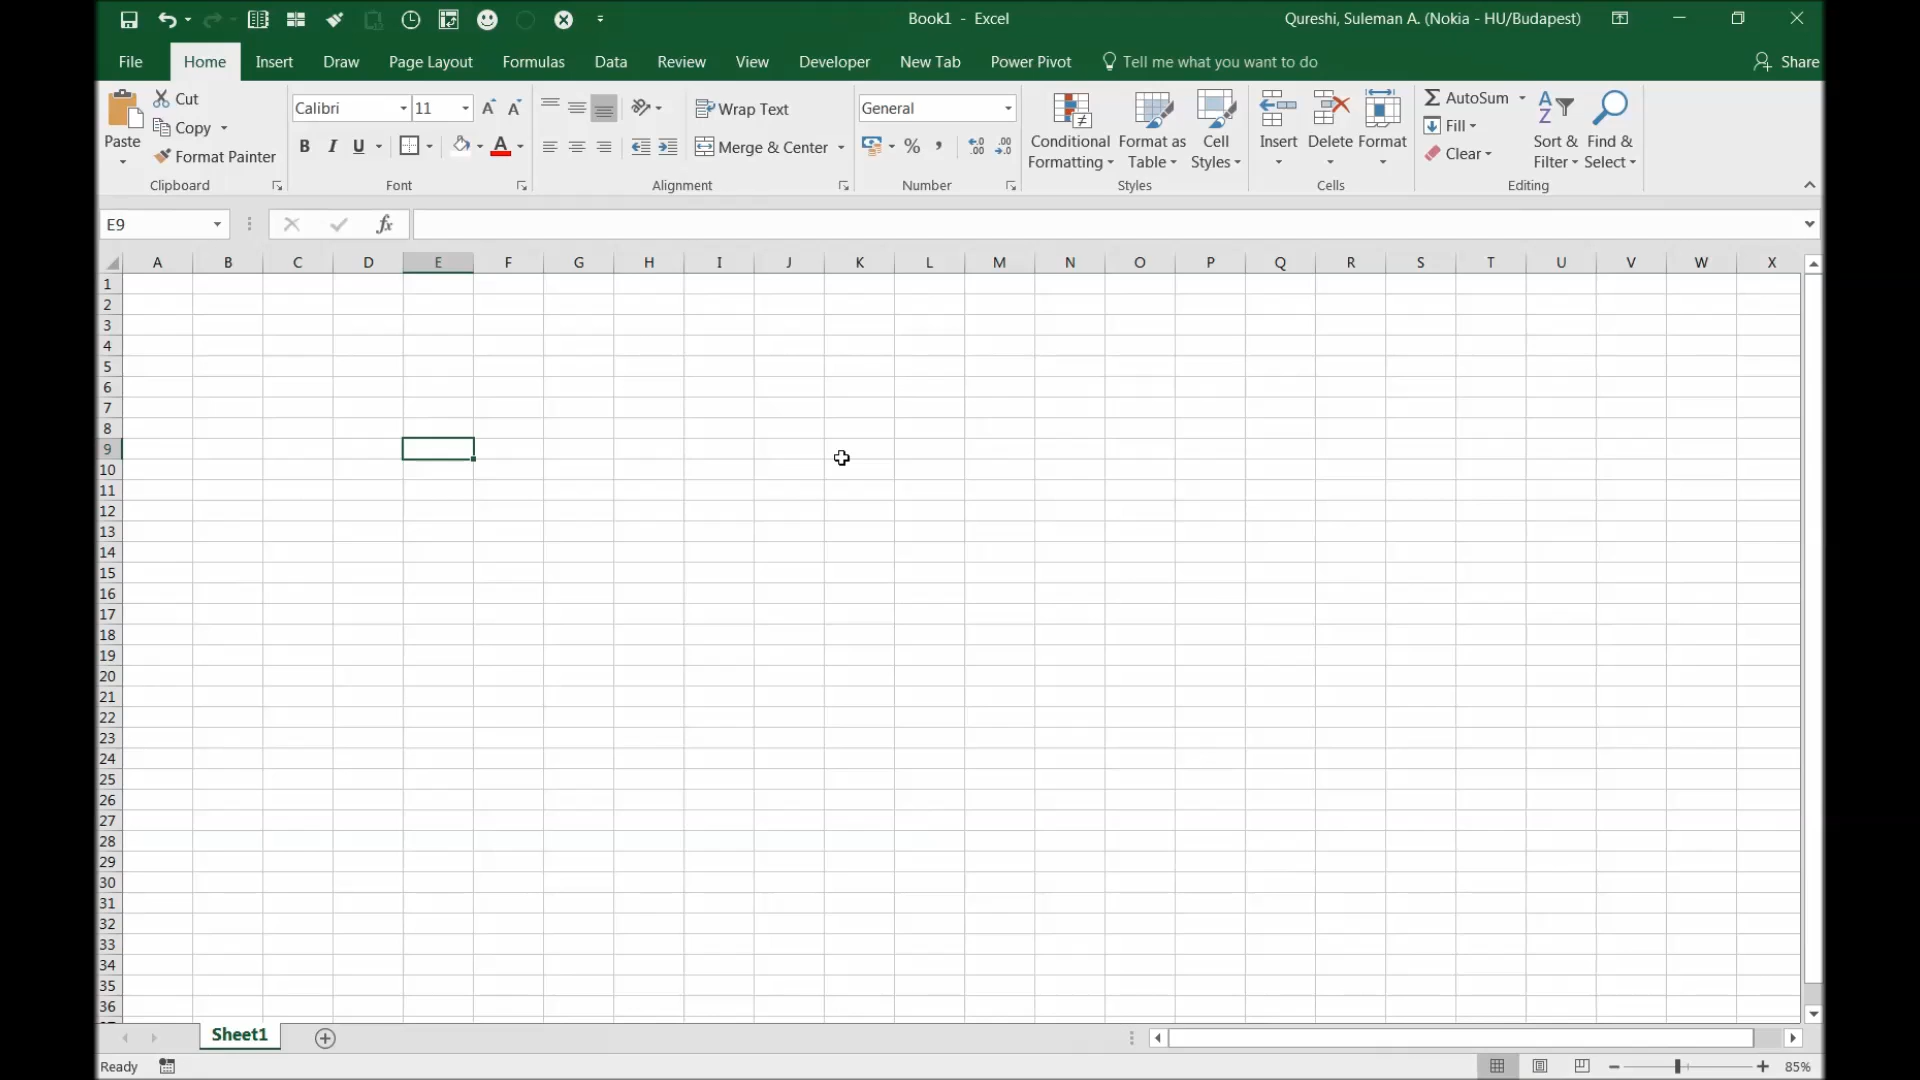 Book1 - Excel
Qureshi, Suleman A. (Nokia - HU/Budapest)
File Home Insert Draw Page Layout Formulas Data Review View Developer New Tab Power Pivot Tell me what you want to do Share
Paste
Cut
Copy
Format Painter
Clipboard
Calibri 11
B I U A
Font
Wrap Text
Merge & Center
Alignment
General
% ,
Number
Conditional Formatting
Format as Table
Cell Styles
Styles
Insert Delete Format
Cells
AutoSum
Fill
Clear
Sort & Filter
Find & Select
Editing
E9 fx
A B C D E F G H I J K L M N O P Q R S T U V W X
1
2
3
4
5
6
7
8
9
10
11
12
13
14
15
16
17
18
19
20
21
22
23
24
25
26
27
28
29
30
31
32
33
34
35
36
Sheet1
Ready
85%